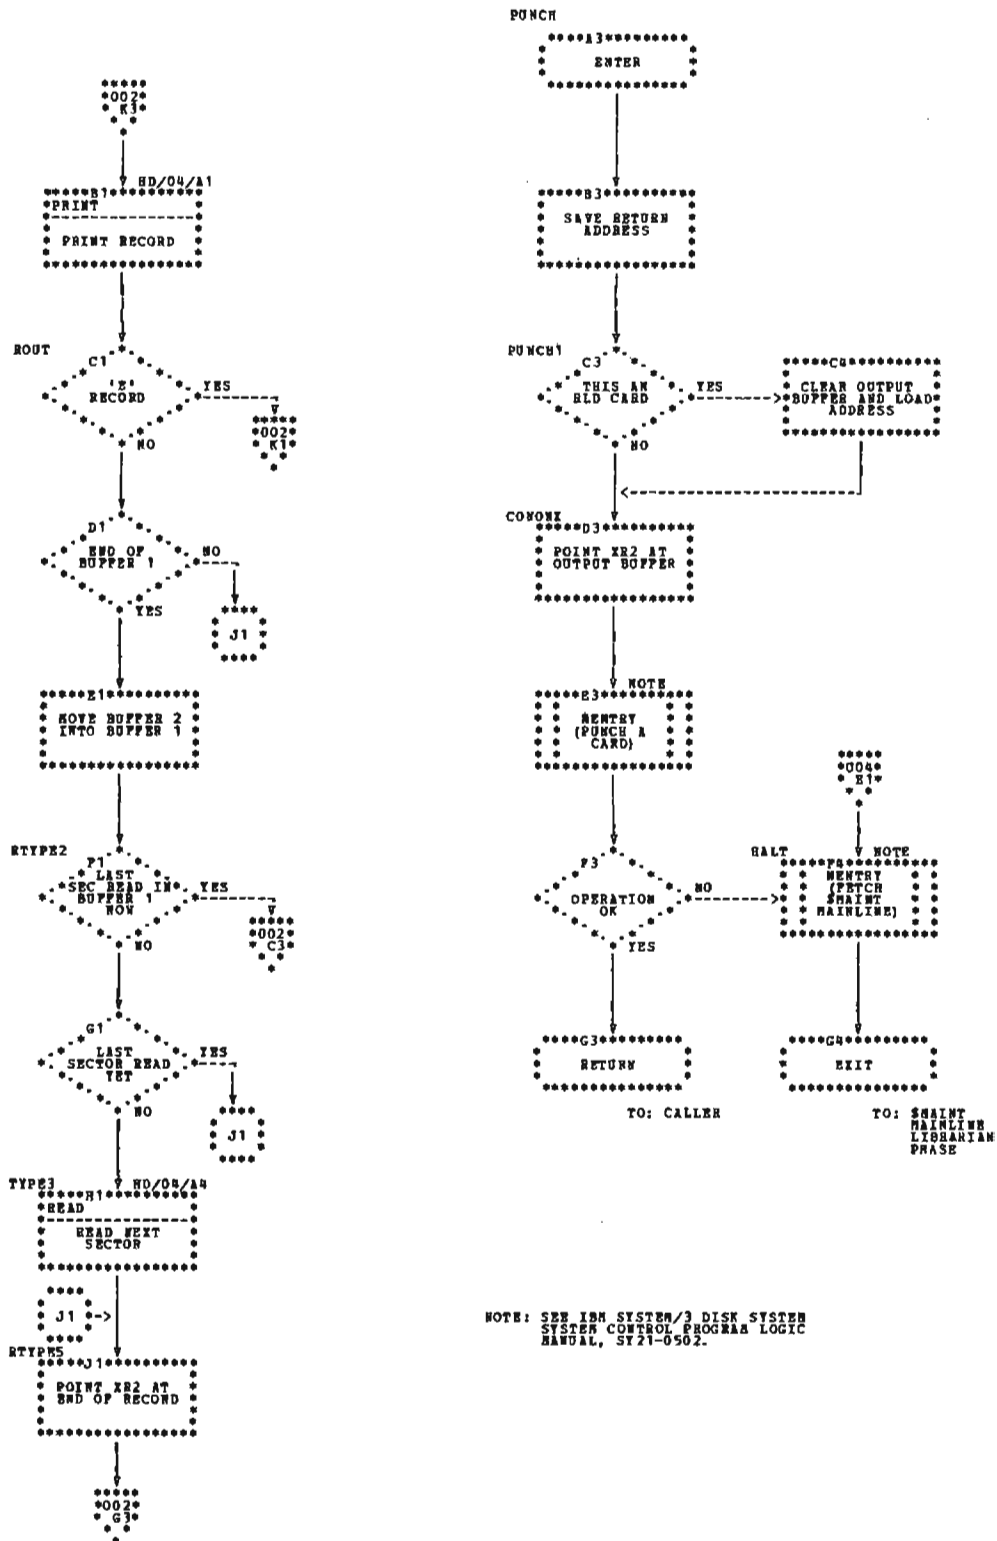 002
K3
HD/04/A1
B1
PRINT
PRINT RECORD
ROUT
C1
'E'
RECORD
YES
002
K1
NO
D1
END OF
BUFFER 1
NO
J1
YES
E1
MOVE BUFFER 2
INTO BUFFER 1
RTYPE2
F1
LAST
SEC READ IN
BUFFER 1
NOW
YES
002
C3
NO
G1
LAST
SECTOR READ
YET
YES
J1
NO
TYPE3
H1
HD/04/A4
READ
READ NEXT
SECTOR
J1
RTYPE5
J1
POINT XR2 AT
END OF RECORD
002
G3
PUNCH
A3
ENTER
B3
SAVE RETURN
ADDRESS
PUNCH1
C3
THIS AN
RLD CARD
YES
C4
CLEAR OUTPUT
BUFFER AND LOAD
ADDRESS
NO
CONONX
D3
POINT XR2 AT
OUTPUT BUFFER
NOTE
E3
NENTRY
(PUNCH A
CARD)
004
E1
F3
OPERATION
OK
NO
HALT
F4
NOTE
NENTRY
(FETCH
$MAINT
MAINLINE)
YES
G3
RETURN
TO: CALLER
G4
EXIT
TO: $MAINT
MAINLINE
LIBRARIAN
PHASE
NOTE: SEE IBM SYSTEM/3 DISK SYSTEM
SYSTEM CONTROL PROGRAM LOGIC
MANUAL, SY21-0502.